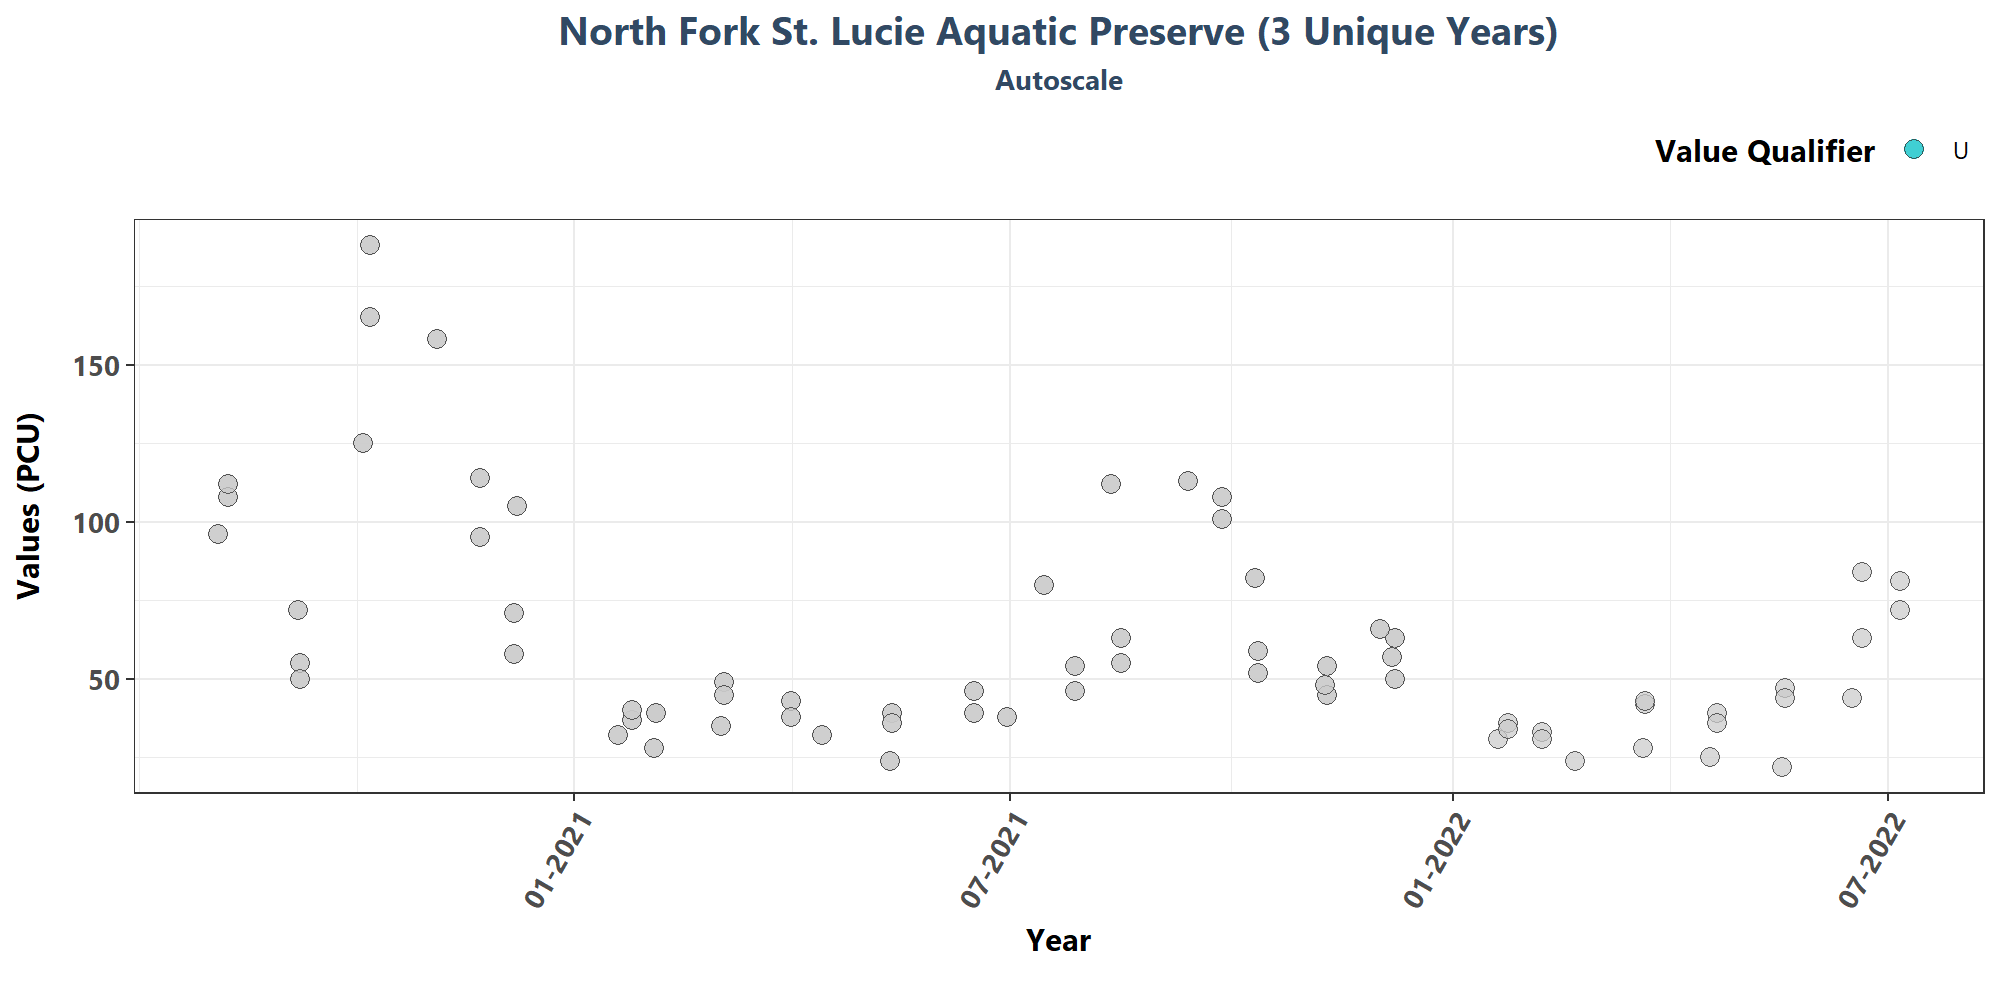 North Fork St. Lucie Aquatic Preserve (3 Unique Years)
Autoscale
Value Qualifier U
Values (PCU)
150
100
50
01-2021
07-2021
01-2022
07-2022
Year